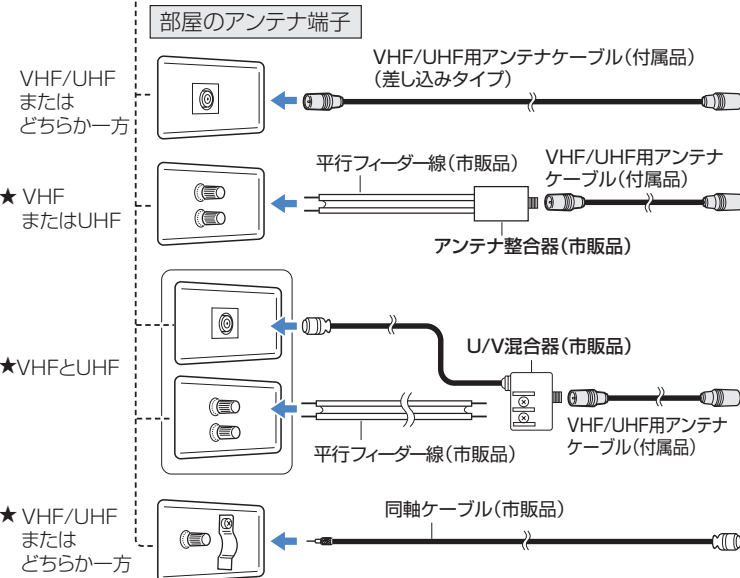 部屋のアンテナ端子
VHF/UHF
または
どちらか一方
VHF/UHF用アンテナケーブル(付属品)
(差し込みタイプ)
★ VHF
またはUHF
平行フィーダー線(市販品)
VHF/UHF用アンテナ
ケーブル(付属品)
アンテナ整合器(市販品)
★VHFとUHF
U/V混合器(市販品)
平行フィーダー線(市販品)
VHF/UHF用アンテナ
ケーブル(付属品)
★ VHF/UHF
または
どちらか一方
同軸ケーブル(市販品)